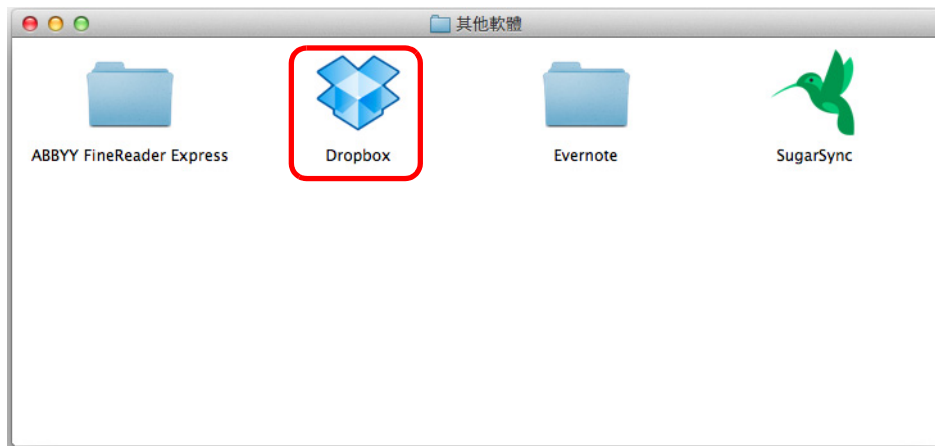 其他軟體
ABBYY FineReader Express
Dropbox
Evernote
SugarSync